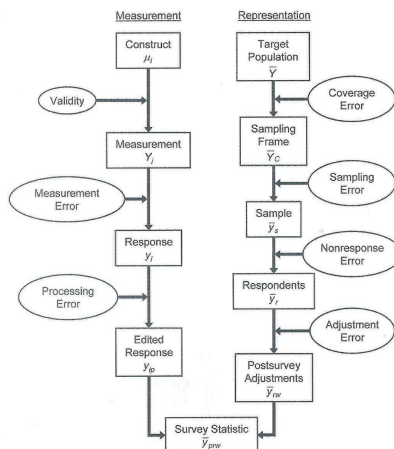 Measurement
Construct
μi
Validity
Measurement
Yi
Measurement
Error
Response
yi
Processing
Error
Edited
Response
yip
Representation
Target
Population
Ȳ
Coverage
Error
Sampling
Frame
ȲC
Sampling
Error
Sample
ȳs
Nonresponse
Error
Respondents
ȳr
Adjustment
Error
Postsurvey
Adjustments
ȳrw
Survey Statistic
ȳprw